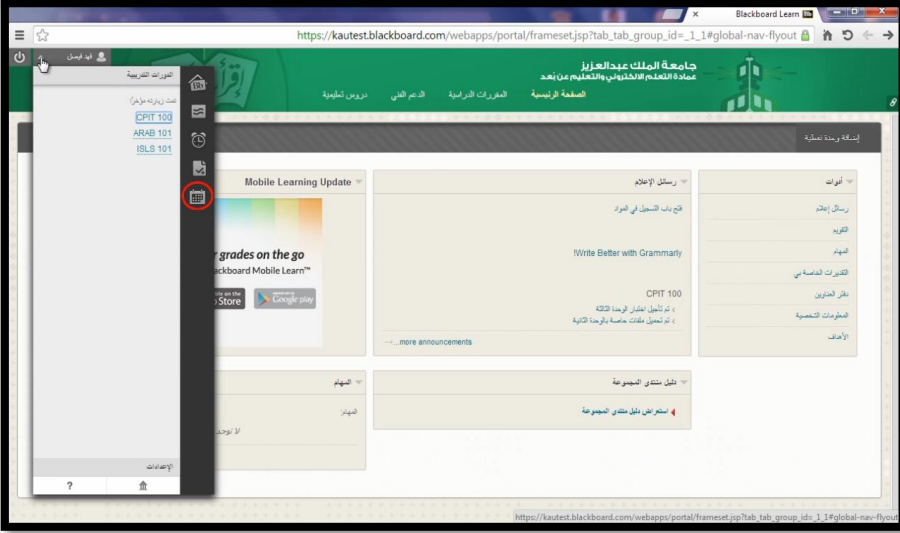 Blackboard Learn
https://kautest.blackboard.com/webapps/portal/frameset.jsp?tab_tab_group_id=_1_1#global-nav-flyout
فهد فيصل
جامعة الملك عبدالعزيز
عمادة التعلم الالكتروني والتعليم عن بعد
الصفحة الرئيسية
المقررات الدراسية
الدعم الفني
دروس تعليمية
إضافة وحدة نمطية
أدوات
رسائل إعلام
التقويم
المهام
التقديرات الخاصة بي
دفتر العناوين
المعلومات الشخصية
الأهداف
رسائل الإعلام
فتح باب التسجيل في المواد
Write Better with Grammarly!
CPIT 100
تم تأجيل اختبار الوحدة الثالثة
تم تحميل ملفات خاصة بالوحدة الثانية
more announcements...
دليل منتدى المجموعة
استعراض دليل منتدى المجموعة
Mobile Learning Update
grades on the go
Blackboard Mobile Learn™
Store
Google play
المهام
المهام:
لا توجد
الدورات التدريبية
تمت زيارته مؤخرًا
CPIT 100
ARAB 101
ISLS 101
الإعدادات
?
https://kautest.blackboard.com/webapps/portal/frameset.jsp?tab_tab_group_id=_1_1#global-nav-flyout